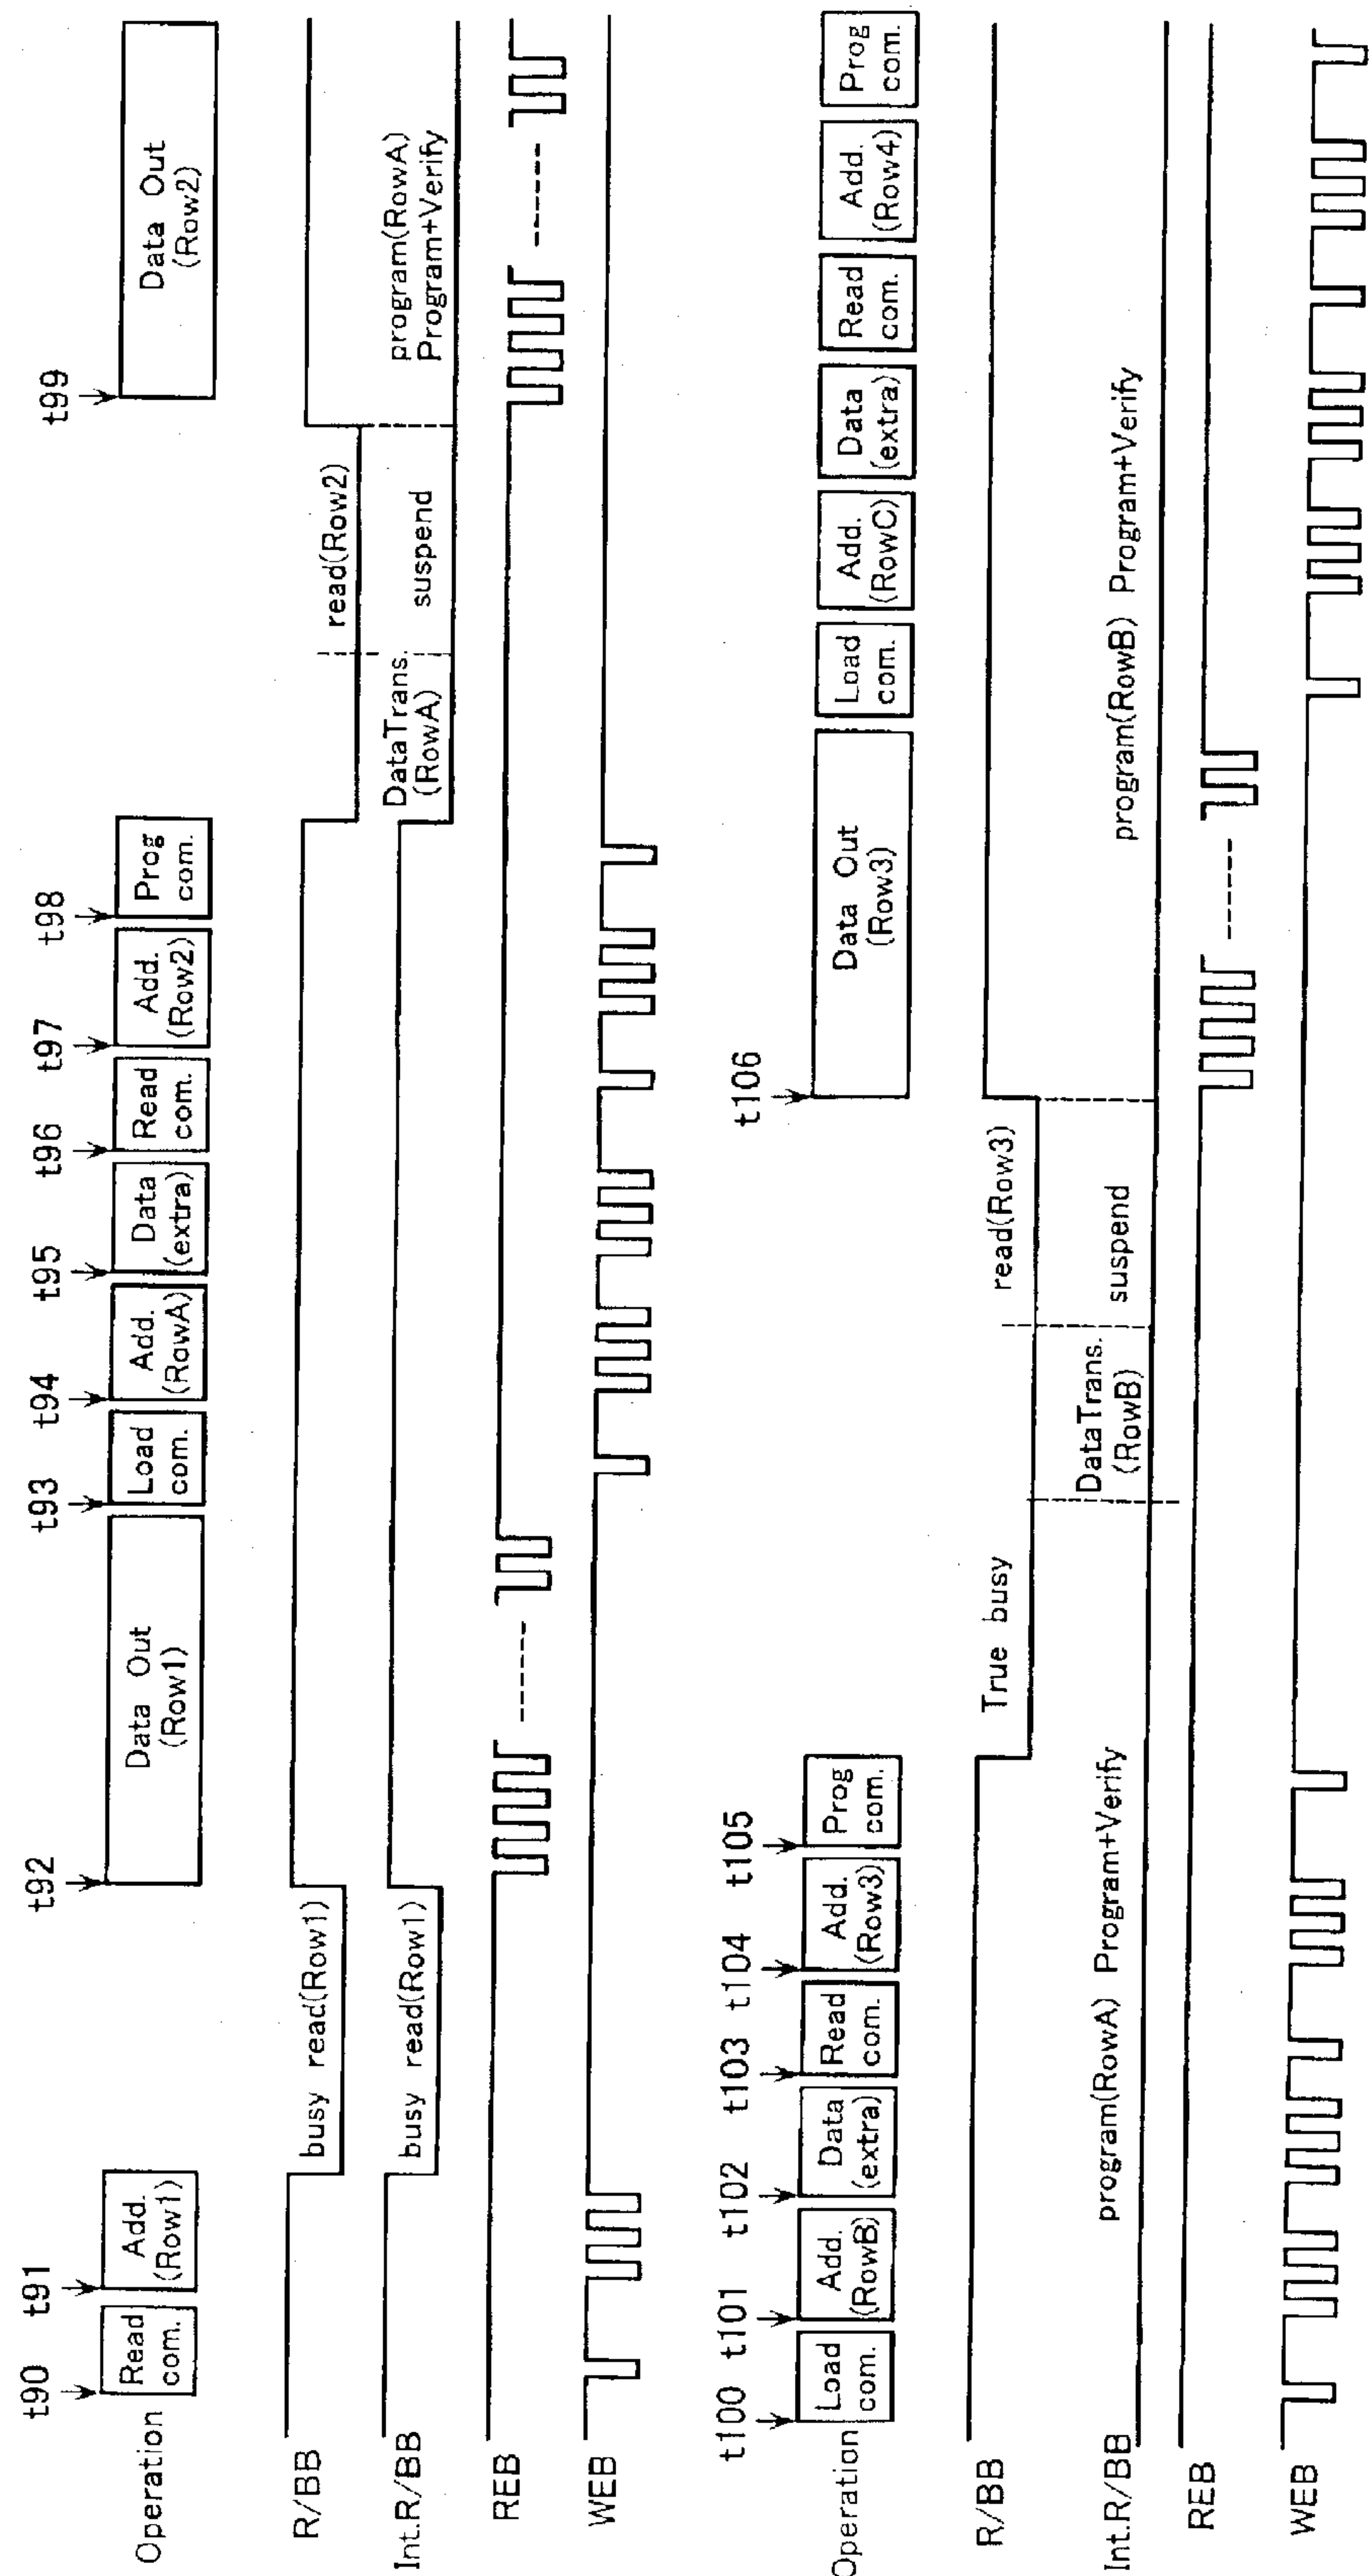 t90 t91 t92 t93 t94 t95 t96 t97 t98 t99
Operation
Read
com.
Add.
(Row1)
Data Out
(Row1)
Load
com.
Add.
(RowA)
Data
(extra)
Read
com.
Add.
(Row2)
Prog
com.
Data Out
(Row2)
R/BB
busy read(Row1)
read(Row2)
Int.R/BB
busy read(Row1)
DataTrans.
(RowA)
suspend
program(RowA)
Program+Verify
REB
WEB
t100 t101 t102 t103 t104 t105 t106
Operation
Load
com.
Add.
(RowB)
Data
(extra)
Read
com.
Add.
(Row3)
Prog
com.
Data Out
(Row3)
Load
com.
Add.
(RowC)
Data
(extra)
Read
com.
Add.
(Row4)
Prog
com.
R/BB
True busy
read(Row3)
Int.R/BB
program(RowA) Program+Verify
DataTrans.
(RowB)
suspend
program(RowB) Program+Verify
REB
WEB